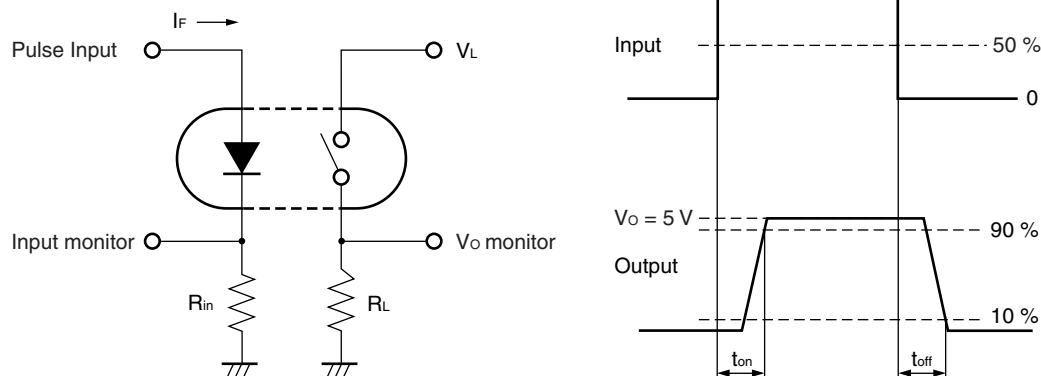 IF
Pulse Input
VL
Input monitor
VO monitor
Rin
RL
Input
50 %
0
VO = 5 V
90 %
Output
10 %
ton
toff